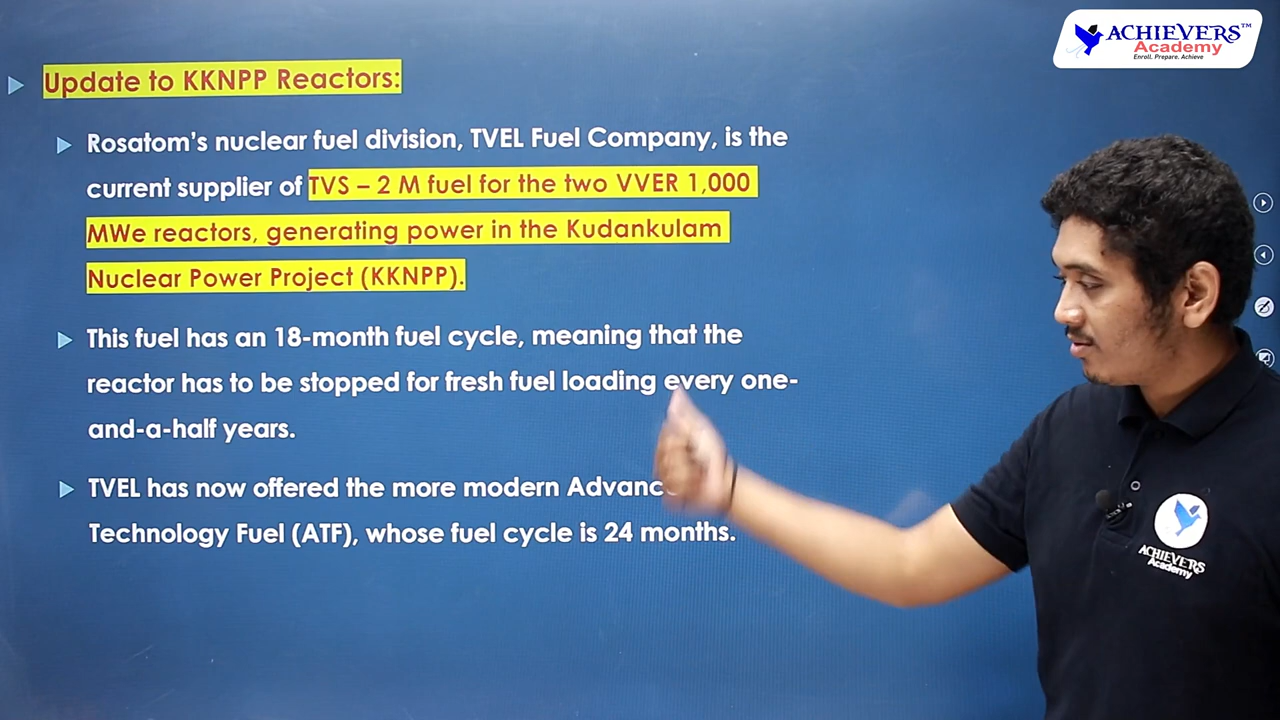 ACHIEVERS™
Academy
Enroll. Prepare. Achieve
Update to KKNPP Reactors:
Rosatom's nuclear fuel division, TVEL Fuel Company, is the
current supplier of TVS – 2 M fuel for the two VVER 1,000
MWe reactors, generating power in the Kudankulam
Nuclear Power Project (KKNPP).
This fuel has an 18-month fuel cycle, meaning that the
reactor has to be stopped for fresh fuel loading every one-
and-a-half years.
TVEL has now offered the more modern
Technology Fuel (ATF), whose fuel cycle is 24 months.
ACHIEVERS
Academy